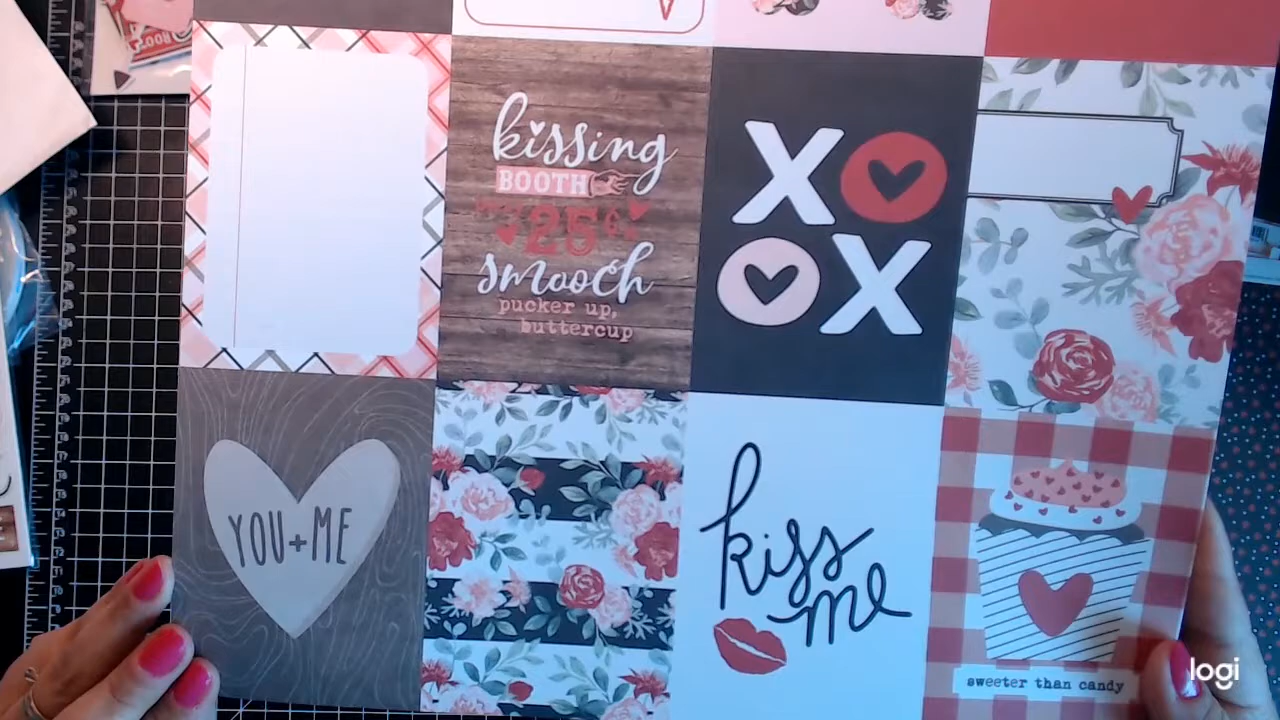 kissing
BOOTH
25¢
smooch
pucker up,
buttercup
XO
OX
YOU+ME
kiss
me
sweeter than candy
logi